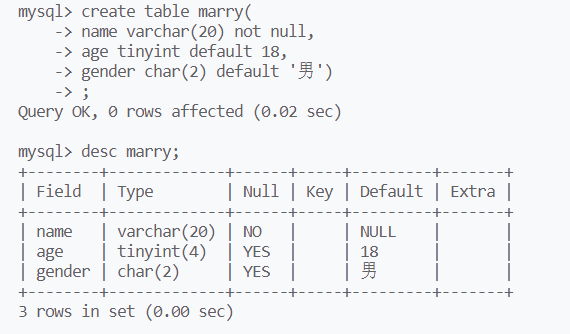 mysql> create table marry(
    -> name varchar(20) not null,
    -> age tinyint default 18,
    -> gender char(2) default '男')
    -> ;
Query OK, 0 rows affected (0.02 sec)

mysql> desc marry;
+--------+-------------+------+-----+---------+-------+
| Field  | Type        | Null | Key | Default | Extra |
+--------+-------------+------+-----+---------+-------+
| name   | varchar(20) | NO   |     | NULL    |       |
| age    | tinyint(4)  | YES  |     | 18      |       |
| gender | char(2)     | YES  |     | 男      |       |
+--------+-------------+------+-----+---------+-------+
3 rows in set (0.00 sec)